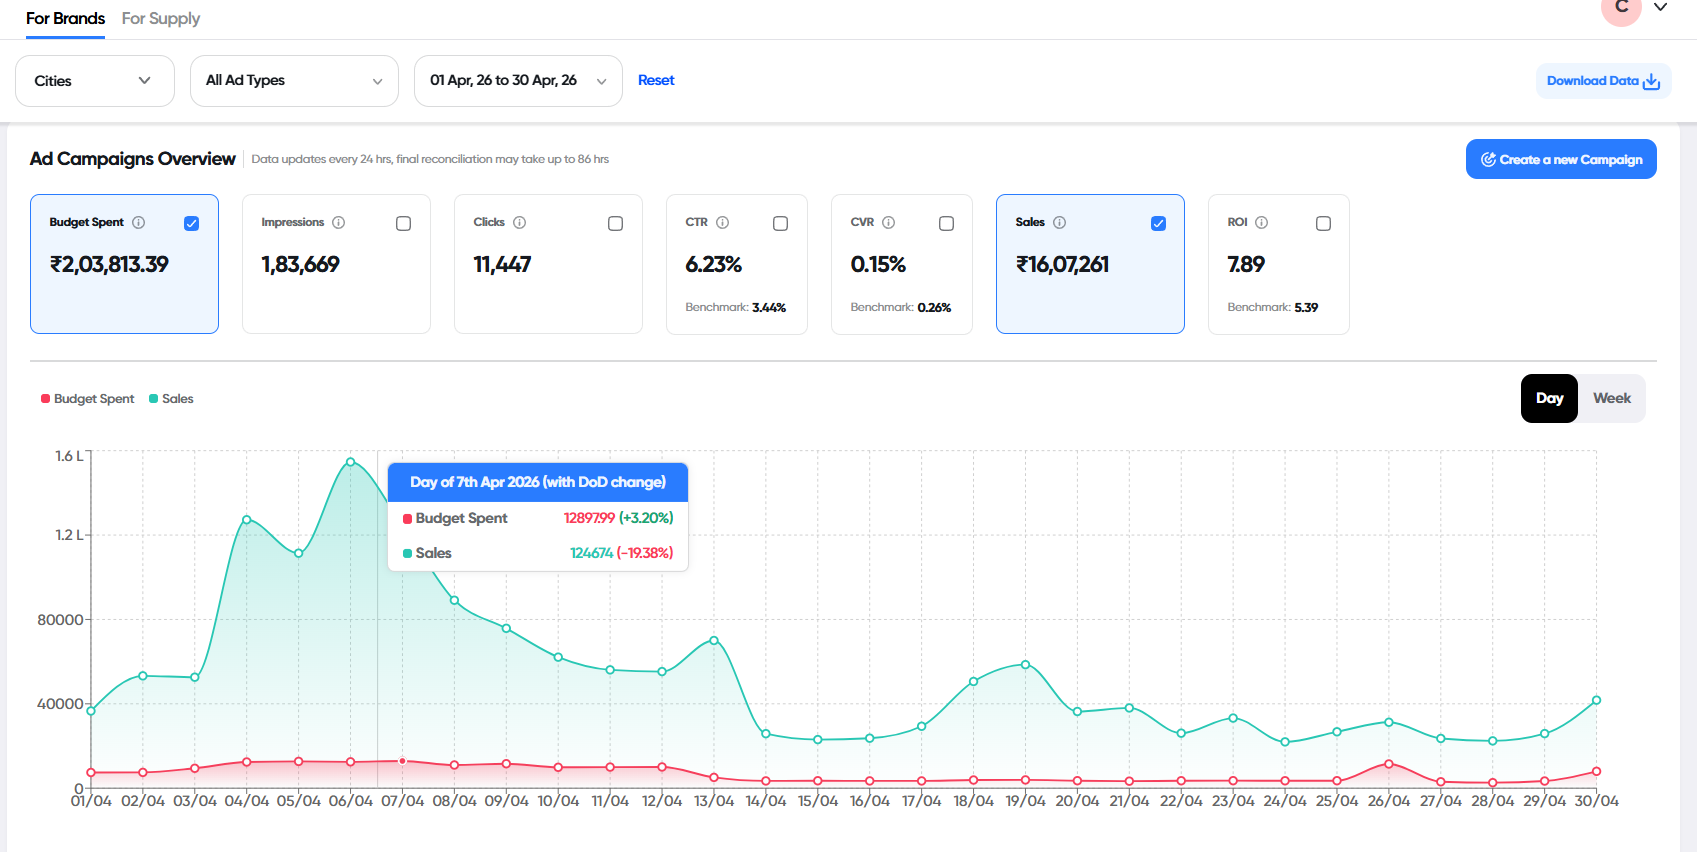 For Brands For Supply C
Cities All Ad Types 01 Apr, 26 to 30 Apr, 26 Reset Download Data
Ad Campaigns Overview Data updates every 24 hrs, final reconciliation may take up to 86 hrs Create a new Campaign
Budget Spent Impressions Clicks CTR CVR Sales ROI
₹2,03,813.39 1,83,669 11,447 6.23% 0.15% ₹16,07,261 7.89
Benchmark: 3.44% Benchmark: 0.26% Benchmark: 5.39
Budget Spent Sales Day Week
1.6 L
Day of 7th Apr 2026 (with DoD change)
Budget Spent 12897.99 (+3.20%)
1.2 L
Sales 124674 (-19.38%)
80000
40000
0
01/04 02/04 03/04 04/04 05/04 06/04 07/04 08/04 09/04 10/04 11/04 12/04 13/04 14/04 15/04 16/04 17/04 18/04 19/04 20/04 21/04 22/04 23/04 24/04 25/04 26/04 27/04 28/04 29/04 30/04